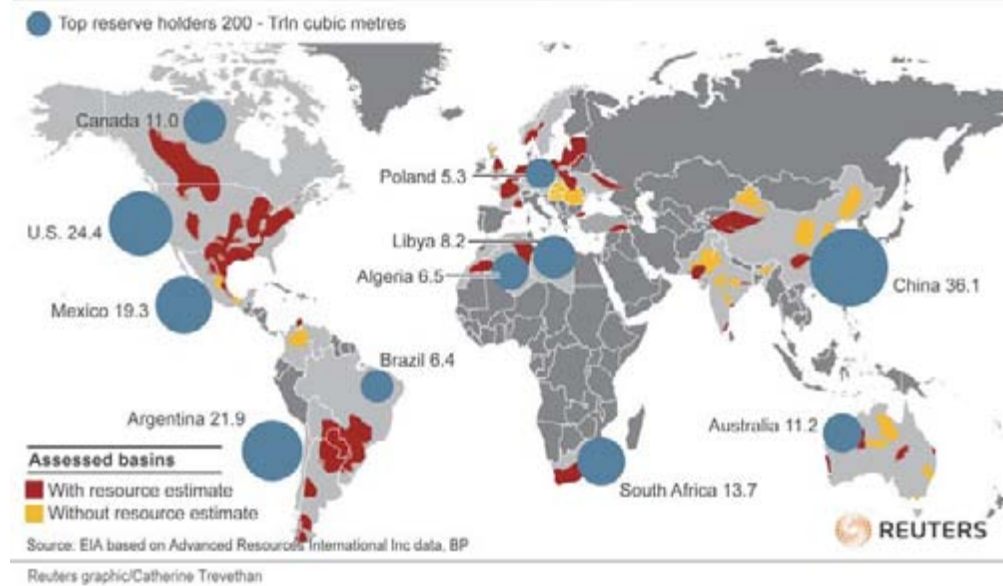 Top reserve holders 200 - Trln cubic metres
Canada 11.0
Poland 5.3
U.S. 24.4
Libya 8.2
Algeria 6.5
China 36.1
Mexico 19.3
Brazil 6.4
Argentina 21.9
Australia 11.2
Assessed basins
With resource estimate
South Africa 13.7
Without resource estimate
REUTERS
Source: EIA based on Advanced Resources International Inc data, BP
Reuters graphic/Catherine Trevethan